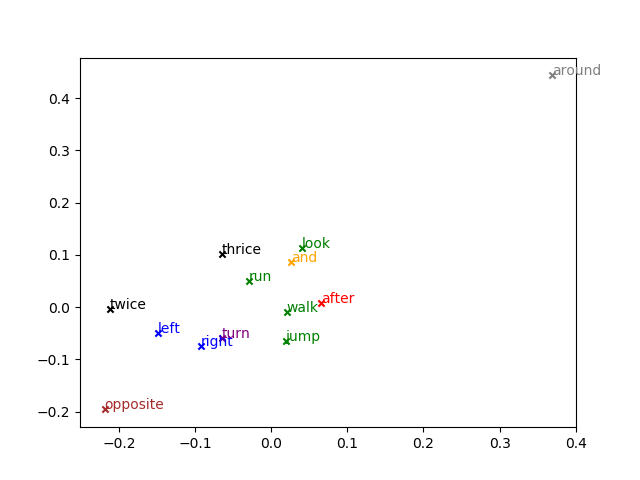 around
0.4
0.3
0.2
look
thrice
0.1
and
run
after
twice
walk
0.0
left
turn
jump
right
−0.1
opposite
−0.2
−0.2
−0.1
0.0
0.1
0.2
0.3
0.4